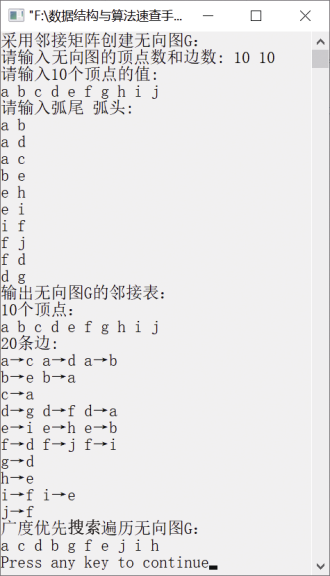 "F:\数据结构与算法速查手...
采用邻接矩阵创建无向图G:
请输入无向图的顶点数和边数: 10 10
请输入10个顶点的值:
a b c d e f g h i j
请输入弧尾 弧头:
a b
a d
a c
b e
e h
e i
i f
f j
f d
d g
输出无向图G的邻接表:
10个顶点:
a b c d e f g h i j
20条边:
a→c a→d a→b
b→e b→a
c→a
d→g d→f d→a
e→i e→h e→b
f→d f→j f→i
g→d
h→e
i→f i→e
j→f
广度优先搜索遍历无向图G:
a c d b g f e j i h
Press any key to continue